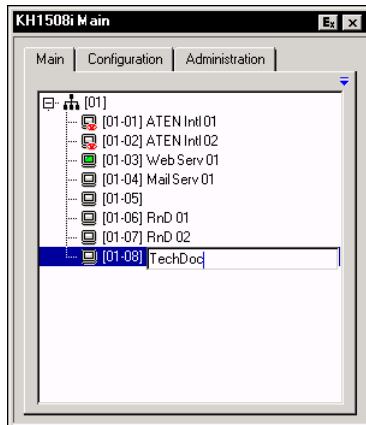 KH1508i Main
Ex
Main Configuration Administration
[01]
[01-01] ATEN Intl 01
[01-02] ATEN Intl 02
[01-03] Web Serv 01
[01-04] Mail Serv 01
[01-05]
[01-06] RnD 01
[01-07] RnD 02
[01-08] TechDoc